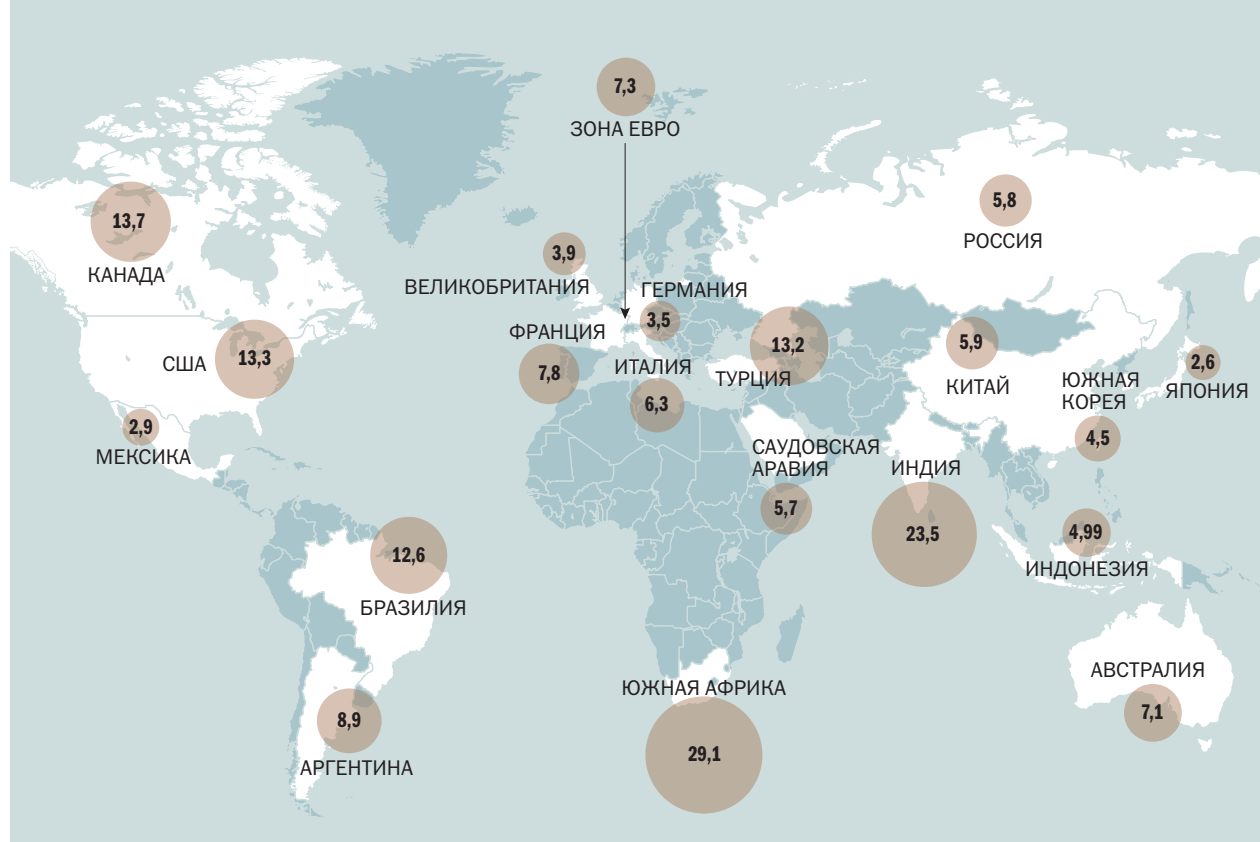 7,3
ЗОНА ЕВРО
13,7
КАНАДА
5,8
РОССИЯ
3,9
ВЕЛИКОБРИТАНИЯ
ГЕРМАНИЯ
3,5
ФРАНЦИЯ
7,8
США
13,3
ИТАЛИЯ
6,3
13,2
ТУРЦИЯ
5,9
КИТАЙ
ЮЖНАЯ
КОРЕЯ
4,5
2,6
ЯПОНИЯ
2,9
МЕКСИКА
САУДОВСКАЯ
АРАВИЯ
5,7
ИНДИЯ
23,5
4,99
ИНДОНЕЗИЯ
12,6
БРАЗИЛИЯ
8,9
АРГЕНТИНА
ЮЖНАЯ АФРИКА
29,1
АВСТРАЛИЯ
7,1